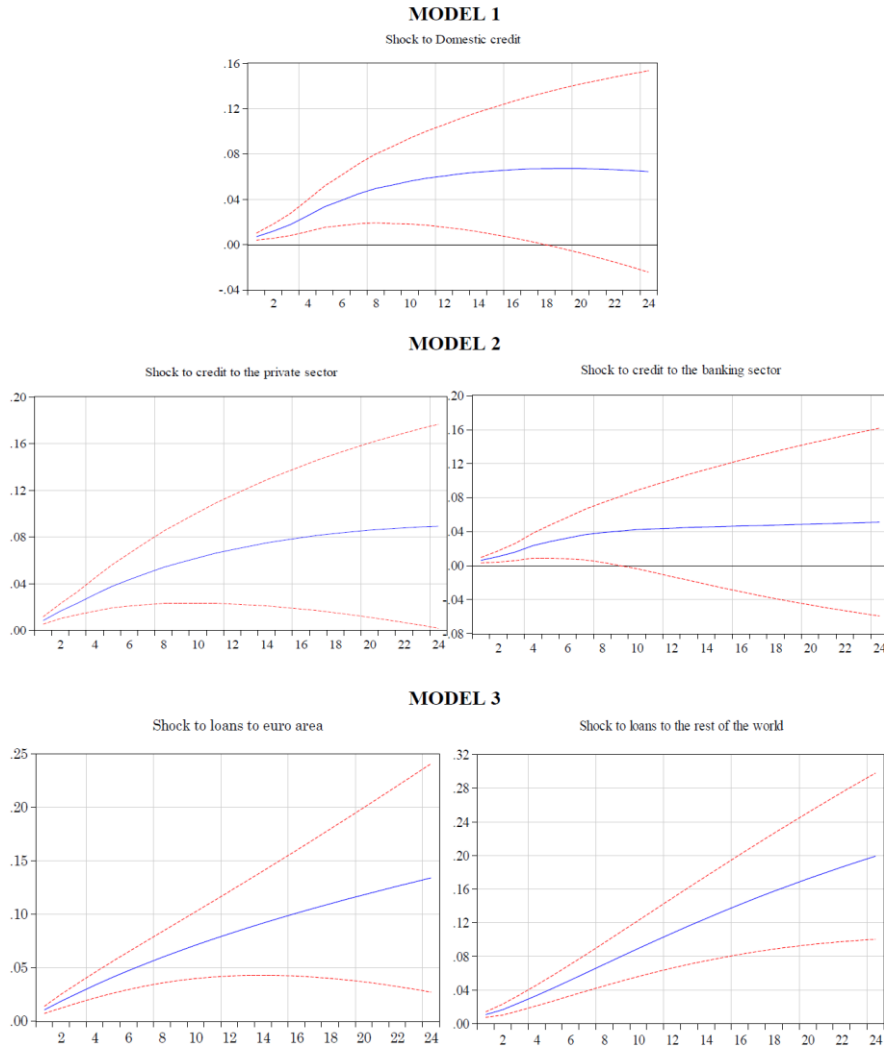 MODEL 1
Shock to Domestic credit
.16
.12
.08
.04
.00
-.04
2 4 6 8 10 12 14 16 18 20 22 24
MODEL 2
Shock to credit to the private sector
.20
.16
.12
.08
.04
.00
2 4 6 8 10 12 14 16 18 20 22 24
Shock to credit to the banking sector
.20
.16
.12
.08
.04
.00
-.04
.08
2 4 6 8 10 12 14 16 18 20 22 24
MODEL 3
Shock to loans to euro area
.25
.20
.15
.10
.05
.00
2 4 6 8 10 12 14 16 18 20 22 24
Shock to loans to the rest of the world
.32
.28
.24
.20
.16
.12
.08
.04
.00
2 4 6 8 10 12 14 16 18 20 22 24